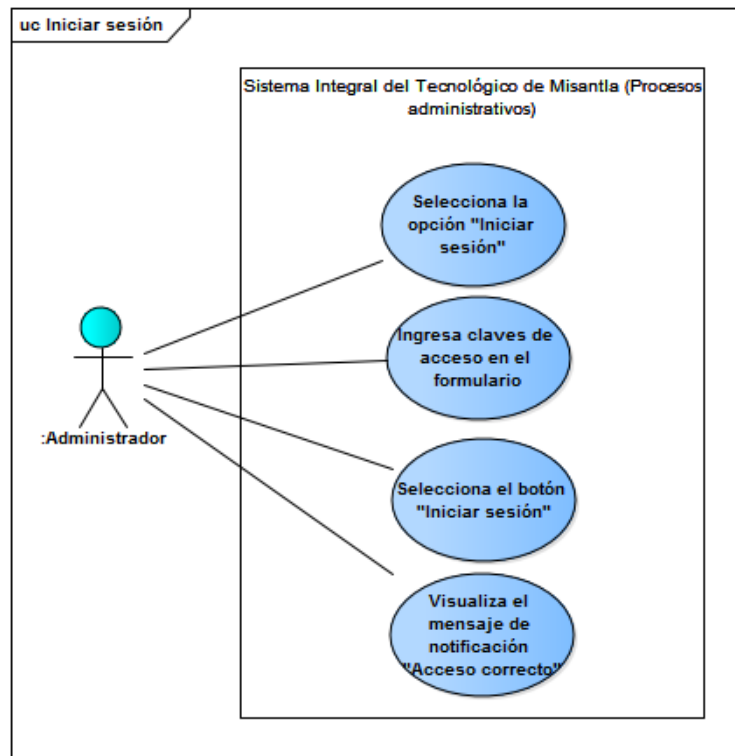 uc Iniciar sesión
Sistema Integral del Tecnológico de Misantla (Procesos
administrativos)
Selecciona la
opción "Iniciar
sesión"
Ingresa claves de
acceso en el
formulario
:Administrador
Selecciona el botón
"Iniciar sesión"
Visualiza el
mensaje de
notificación
"Acceso correcto"